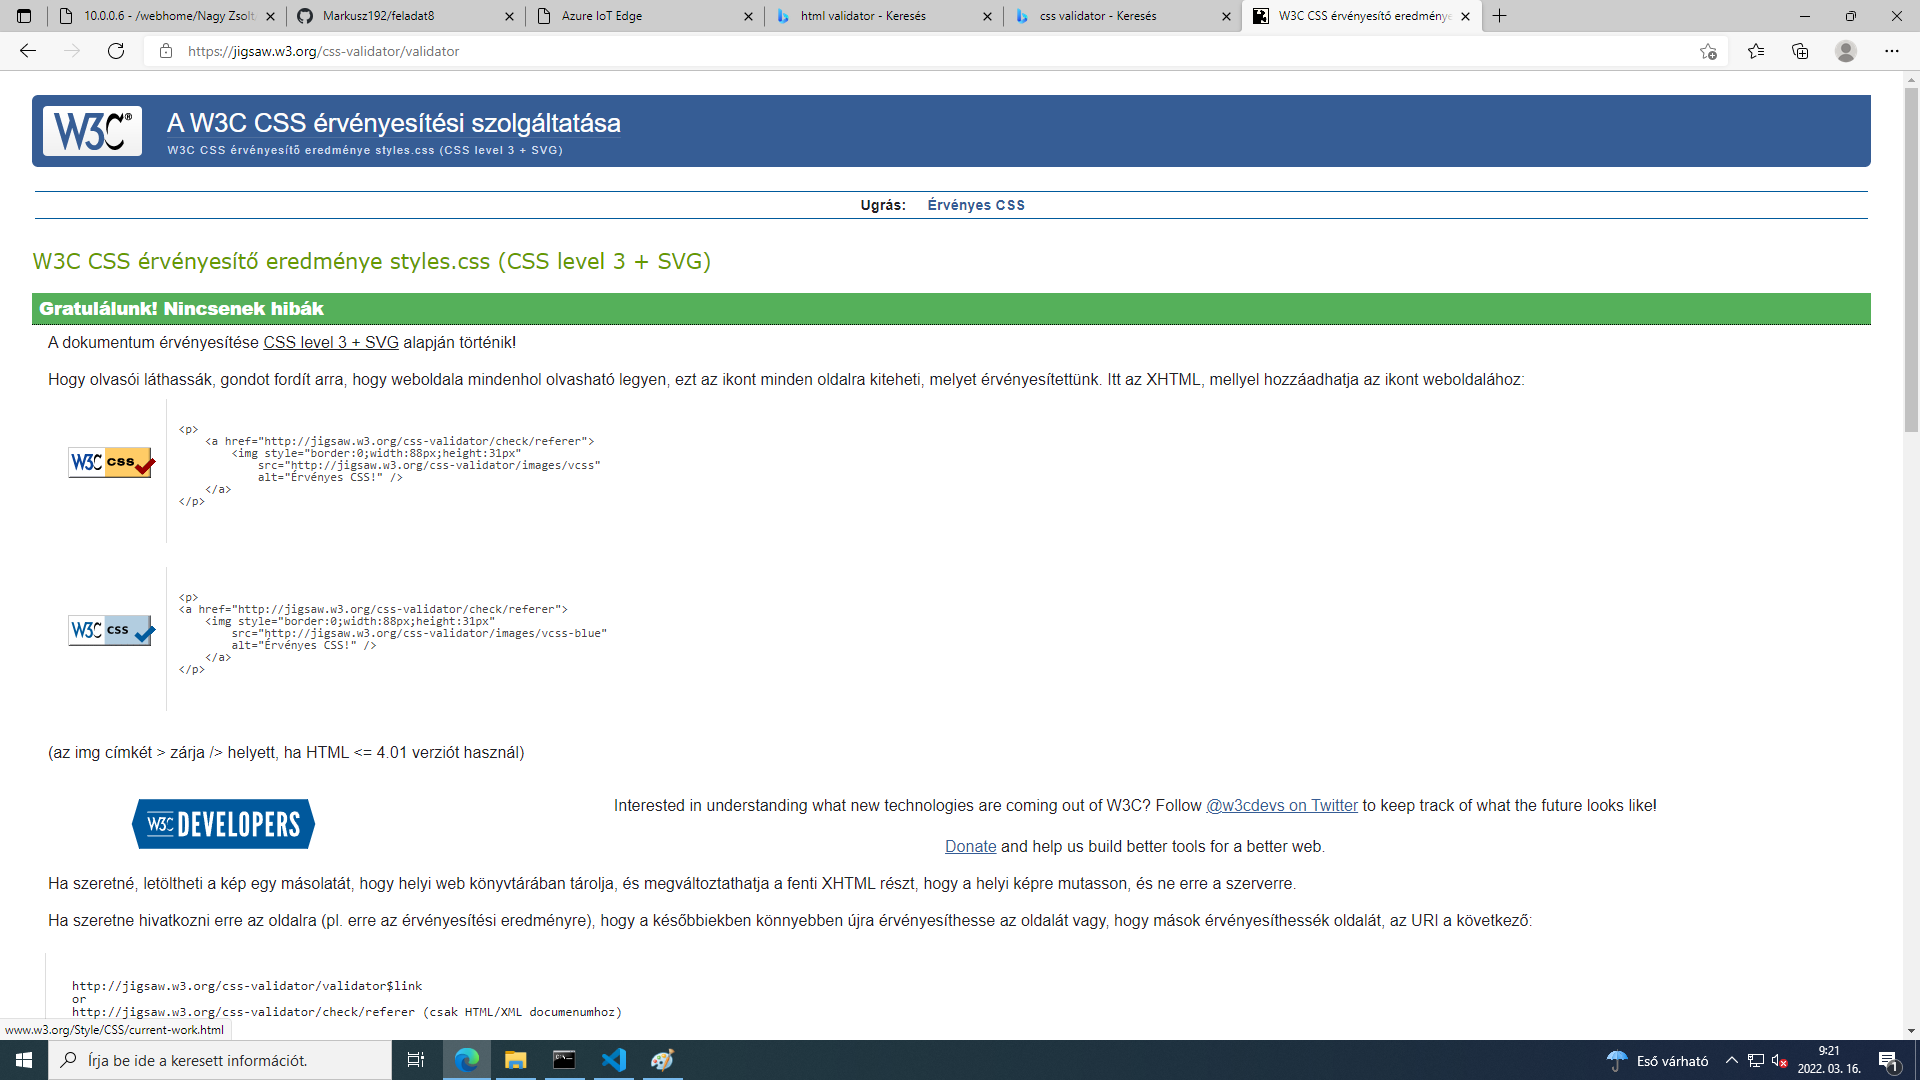 10.0.0.6 - /webhome/Nagy Zsolt
Markusz192/feladat8
Azure IoT Edge
html validator - Keresés
css validator - Keresés
W3C CSS érvényesítő eredménye
https://jigsaw.w3.org/css-validator/validator
W3C®
A W3C CSS érvényesítési szolgáltatása
W3C CSS érvényesítő eredménye styles.css (CSS level 3 + SVG)
Ugrás: Érvényes CSS
W3C CSS érvényesítő eredménye styles.css (CSS level 3 + SVG)
Gratulálunk! Nincsenek hibák
A dokumentum érvényesítése CSS level 3 + SVG alapján történik!
Hogy olvasói láthassák, gondot fordít arra, hogy weboldala mindenhol olvasható legyen, ezt az ikont minden oldalra kiteheti, melyet érvényesítettünk. Itt az XHTML, mellyel hozzáadhatja az ikont weboldalához:
W3C css
<p>
<a href="http://jigsaw.w3.org/css-validator/check/referer">
<img style="border:0;width:88px;height:31px"
src="http://jigsaw.w3.org/css-validator/images/vcss"
alt="Érvényes CSS!" />
</a>
</p>
W3C css
<p>
<a href="http://jigsaw.w3.org/css-validator/check/referer">
<img style="border:0;width:88px;height:31px"
src="http://jigsaw.w3.org/css-validator/images/vcss-blue"
alt="Érvényes CSS!" />
</a>
</p>
(az img címkét > zárja /> helyett, ha HTML <= 4.01 verziót használ)
W3C DEVELOPERS
Interested in understanding what new technologies are coming out of W3C? Follow @w3cdevs on Twitter to keep track of what the future looks like!
Donate and help us build better tools for a better web.
Ha szeretné, letöltheti a kép egy másolatát, hogy helyi web könyvtárában tárolja, és megváltoztathatja a fenti XHTML részt, hogy a helyi képre mutasson, és ne erre a szerverre.
Ha szeretne hivatkozni erre az oldalra (pl. erre az érvényesítési eredményre), hogy a későbbiekben könnyebben újra érvényesíthesse az oldalát vagy, hogy mások érvényesíthessék oldalát, az URI a következő:
http://jigsaw.w3.org/css-validator/validator$link
or
http://jigsaw.w3.org/css-validator/check/referer (csak HTML/XML documenumhoz)
www.w3.org/Style/CSS/current-work.html
Írja be ide a keresett információt.
Eső várható
9:21
2022. 03. 16.
1